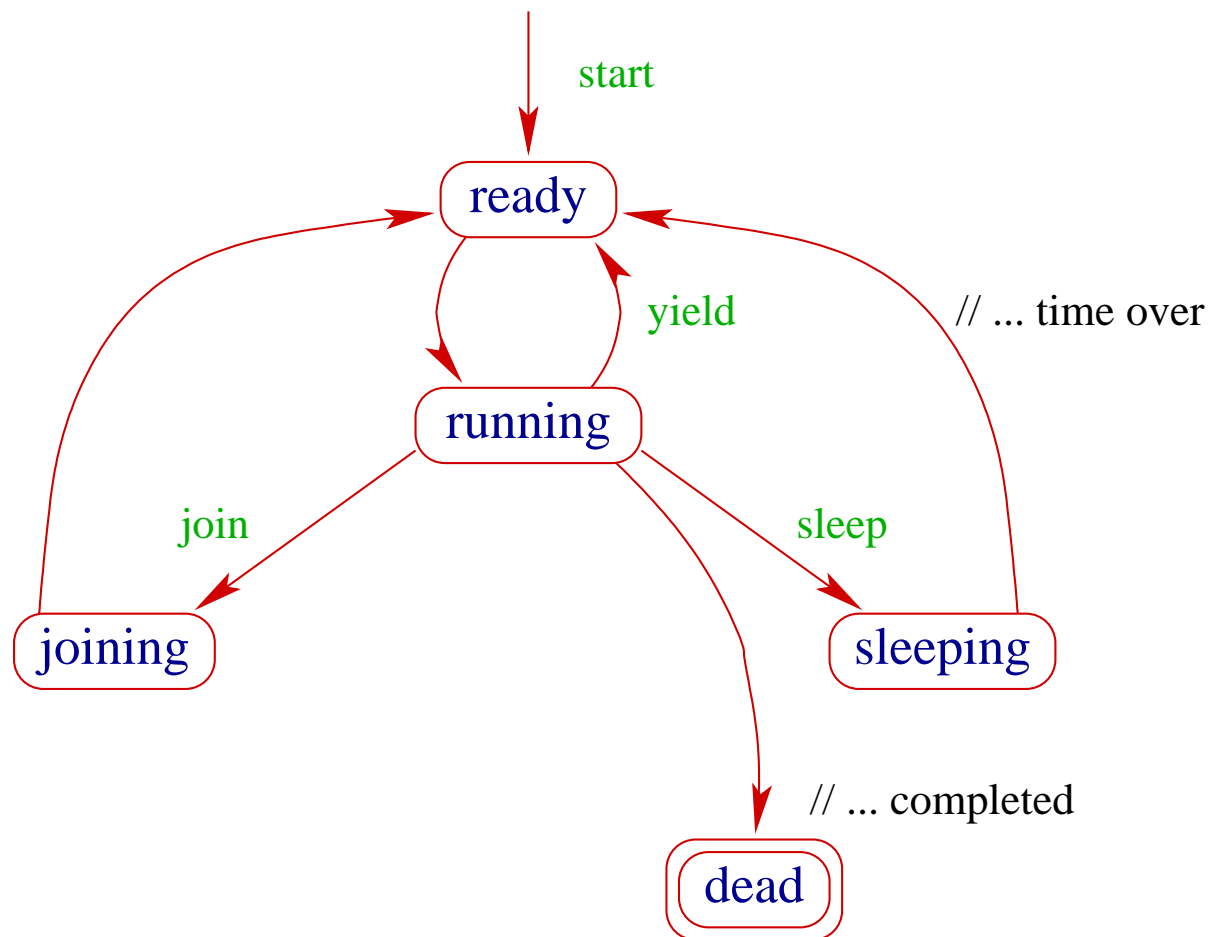 start
ready
yield
// ... time over
running
join
sleep
joining
sleeping
// ... completed
dead